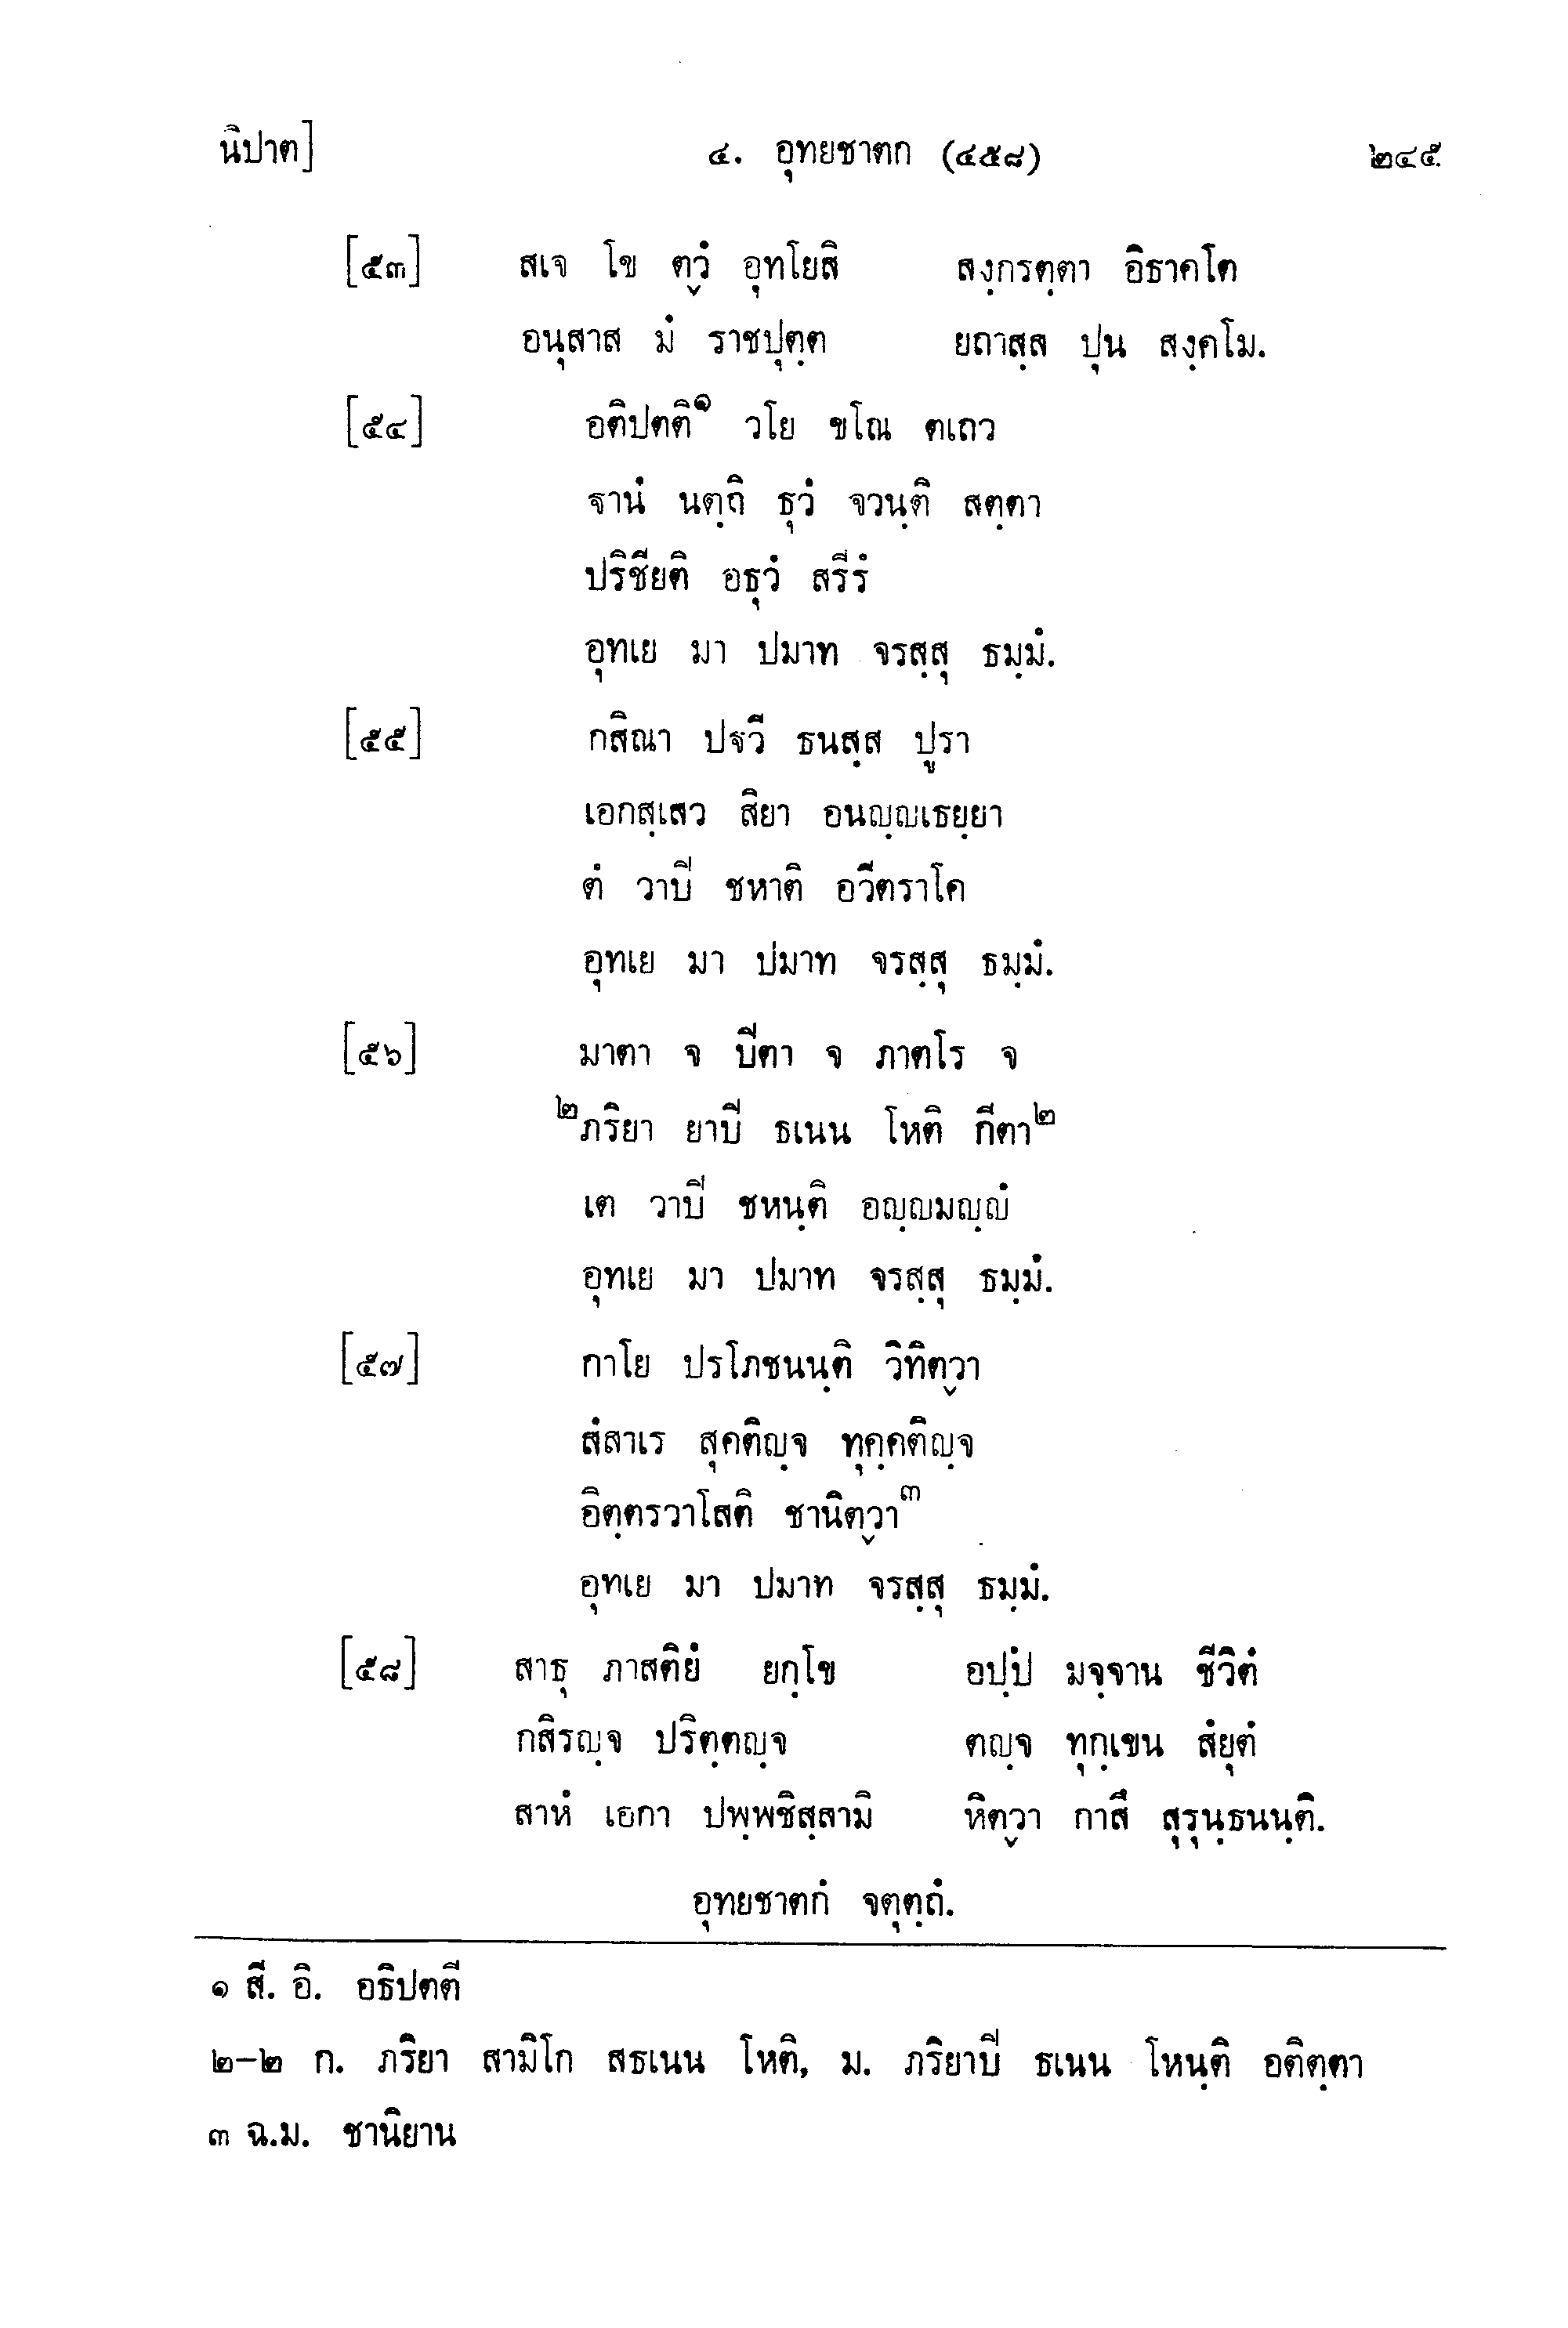 นิปาต] ๔. อุทยชาตก (๔๕๘) ๒๔๕
[๕๓] สเจ โข ตฺวํ อุทโยสิ สงฺกรตฺตา อิธาคโต
อนุสาส มํ ราชปุตฺต ยถาสฺส ปุน สงฺคโม.
[๕๔] อติปตติ๑ วโย ขโณ ตเถว
ฐานํ นตฺถิ ธุวํ จวนฺติ สตฺตา
ปริชียติ อธุวํ สรีรํ
อุทเย มา ปมาท จรสฺสุ ธมฺมํ.
[๕๕] กสิณา ปฐวี ธนสฺส ปูรา
เอกสฺเสว สิยา อนญฺญเธยฺยา
ตํ วาปิ ชหาติ อวีตราโค
อุทเย มา ปมาท จรสฺสุ ธมฺมํ.
[๕๖] มาตา จ ปิตา จ ภาตโร จ
๒ภริยา ยาปิ ธเนน โหติ กีตา๒
เต วาปิ ชหนฺติ อญฺญมญฺญํ
อุทเย มา ปมาท จรสฺสุ ธมฺมํ.
[๕๗] กาโย ปรโภชนนฺติ วิทิตฺวา
สํสาเร สุคติญฺจ ทุคฺคติญฺจ
อิตฺตรวาโสติ ชานิตฺวา๓
อุทเย มา ปมาท จรสฺสุ ธมฺมํ.
[๕๘] สาธุ ภาสติยํ ยกฺโข อปฺปํ มจฺจาน ชีวิตํ
กสิรญฺจ ปริตฺตญฺจ ตญฺจ ทุกฺเขน สํยุตํ
สาหํ เอกา ปพฺพชิสฺสามิ หิตฺวา กาสึ สุรุนฺธนนฺติ.
อุทยชาตกํ จตุตฺถํ.
๑ สี. อิ. อธิปตตี
๒-๒ ก. ภริยา สามิโก สธเนน โหติ, ม. ภริยาปิ ธเนน โหนฺติ อติตฺตา
๓ ฉ.ม. ชานิยาน